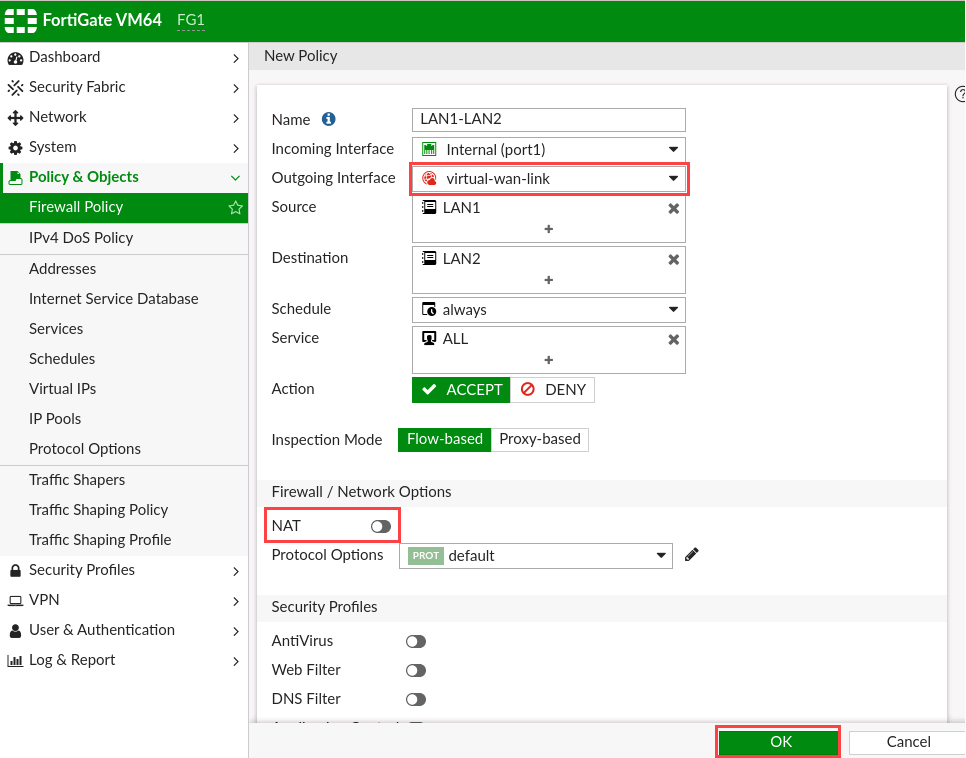 FortiGate VM64 FG1
Dashboard
Security Fabric
Network
System
Policy & Objects
Firewall Policy
IPv4 DoS Policy
Addresses
Internet Service Database
Services
Schedules
Virtual IPs
IP Pools
Protocol Options
Traffic Shapers
Traffic Shaping Policy
Traffic Shaping Profile
Security Profiles
VPN
User & Authentication
Log & Report
New Policy
Name LAN1-LAN2
Incoming Interface Internal (port1)
Outgoing Interface virtual-wan-link
Source LAN1
+
Destination LAN2
+
Schedule always
Service ALL
+
Action ACCEPT DENY
Inspection Mode Flow-based Proxy-based
Firewall / Network Options
NAT
Protocol Options PROT default
Security Profiles
AntiVirus
Web Filter
DNS Filter
OK Cancel